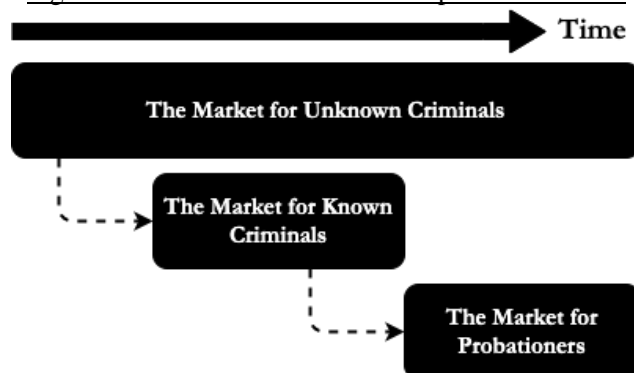 Time
The Market for Unknown Criminals
The Market for Known
Criminals
The Market for
Probationers